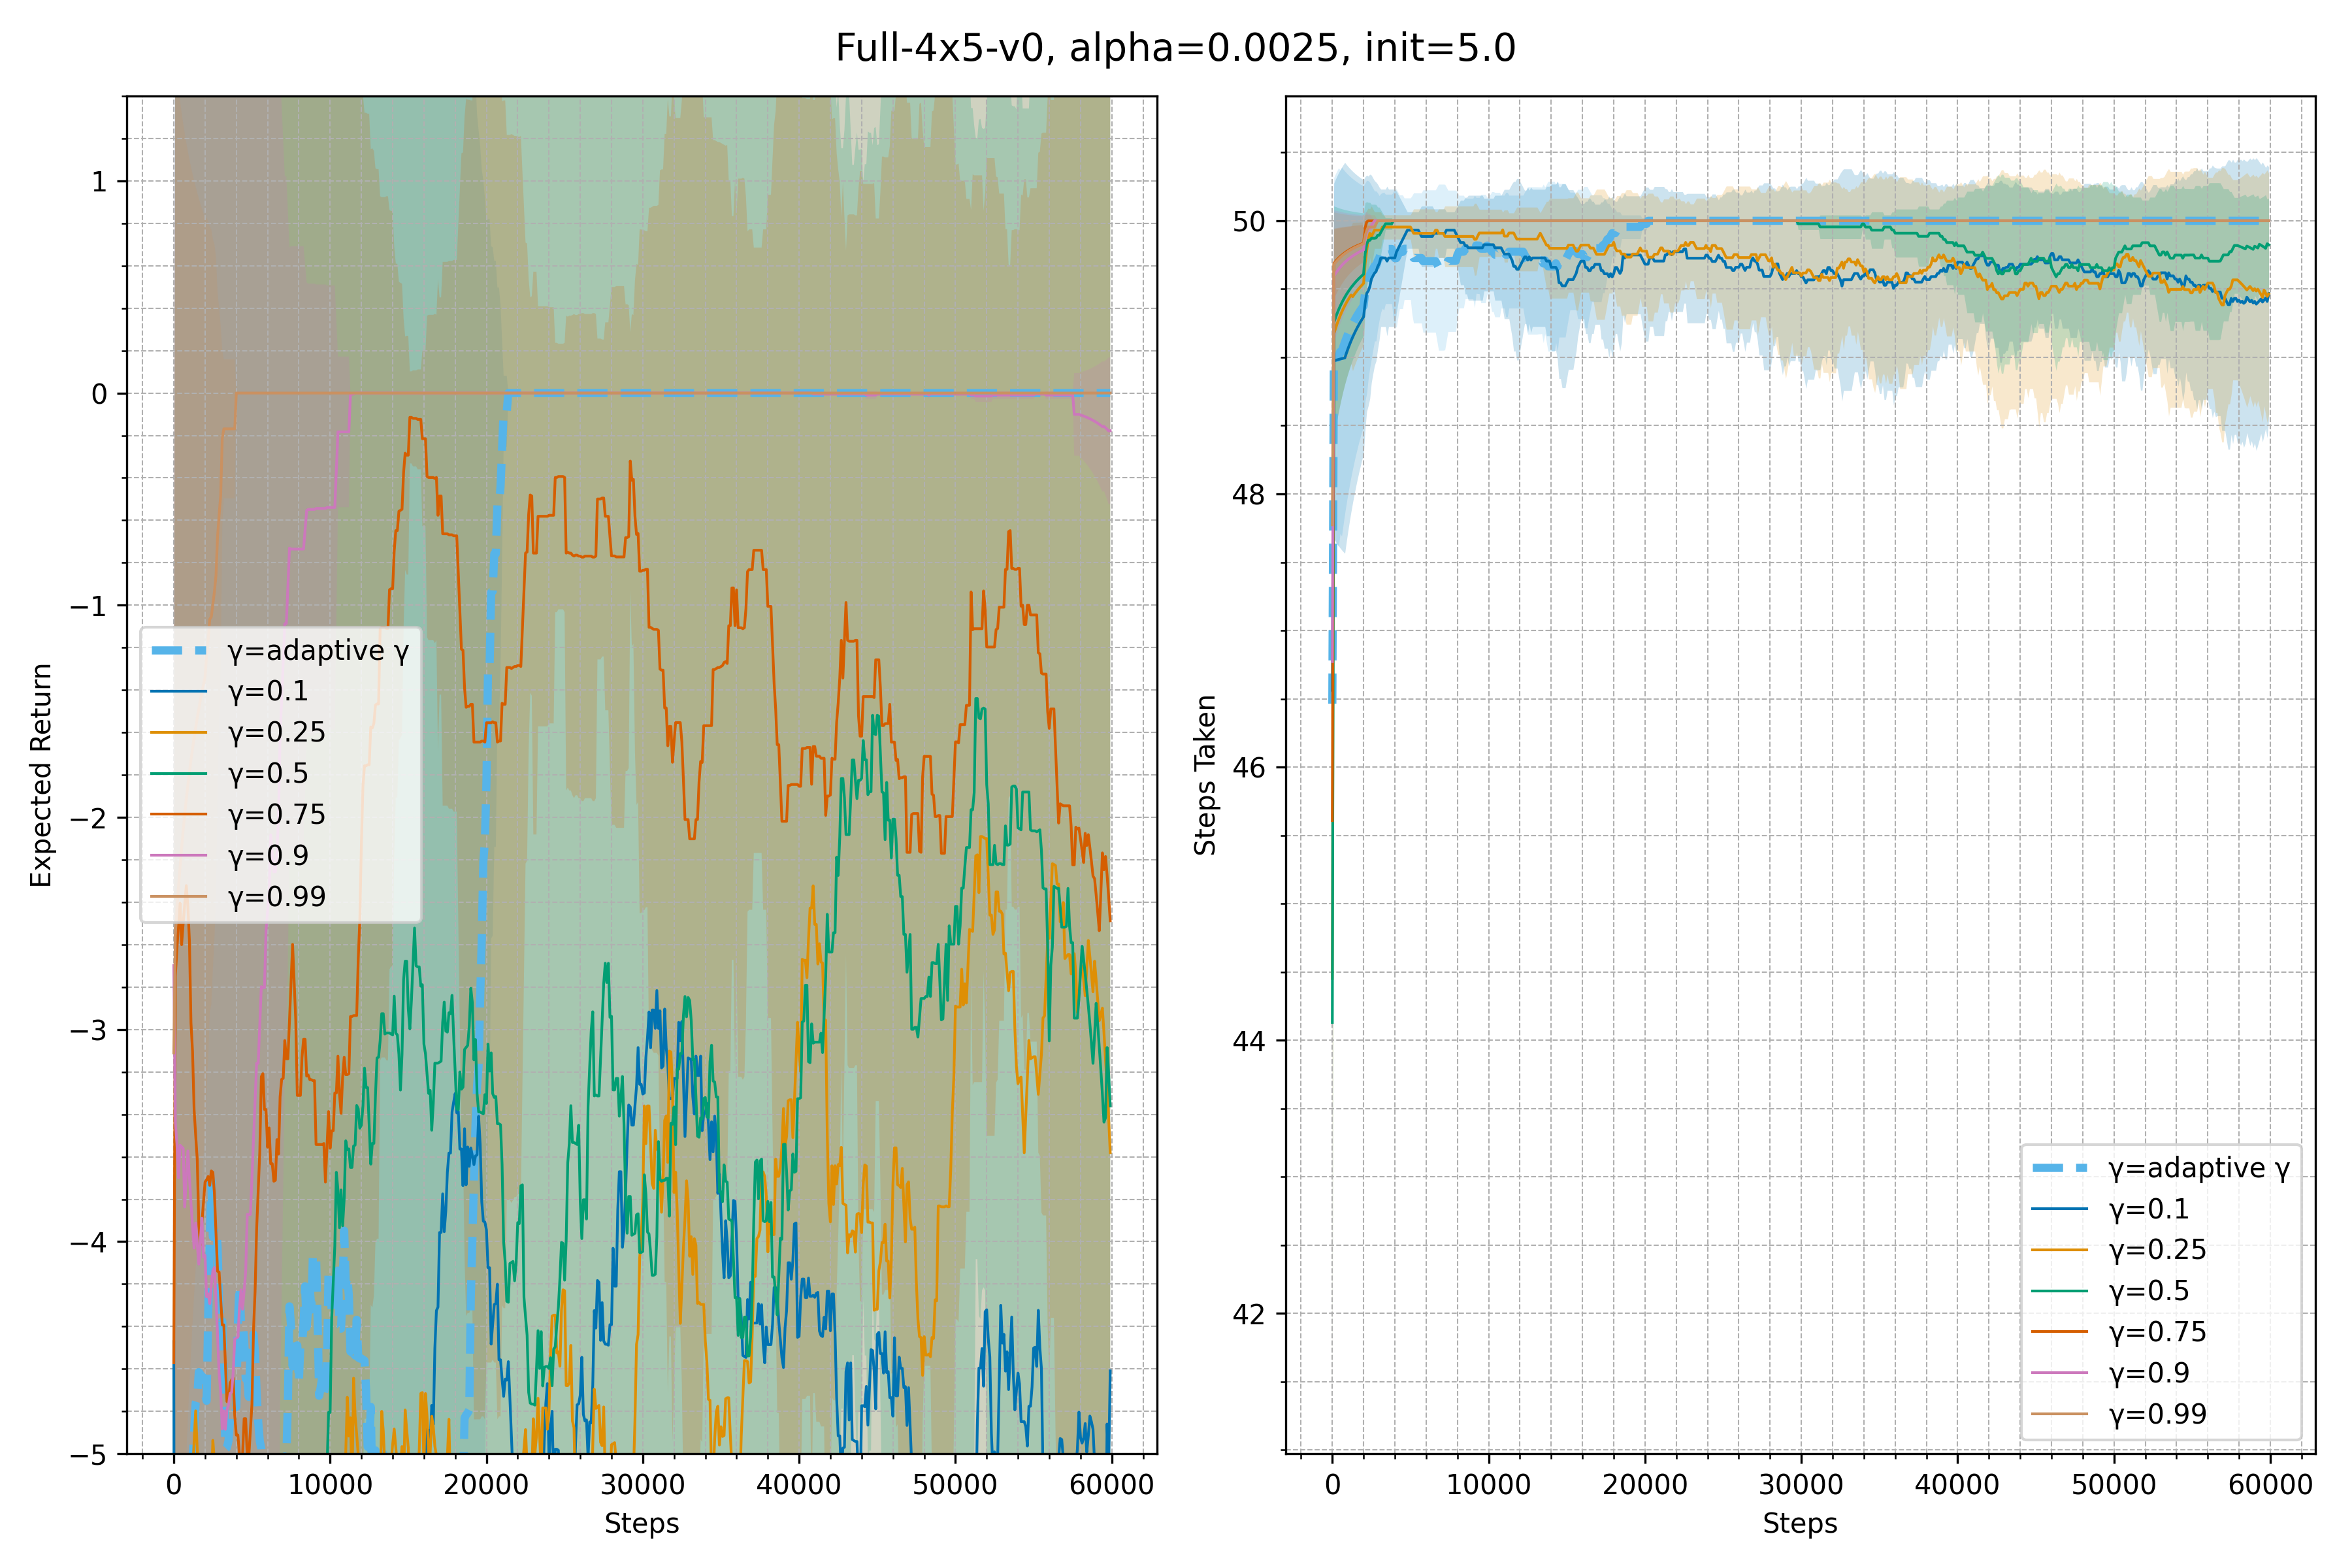 Full-4x5-v0, alpha=0.0025, init=5.0
1
0
−1
−2
−3
−4
−5
Expected Return
γ=adaptive γ
γ=0.1
γ=0.25
γ=0.5
γ=0.75
γ=0.9
γ=0.99
0 10000 20000 30000 40000 50000 60000
Steps
50
48
46
44
42
Steps Taken
γ=adaptive γ
γ=0.1
γ=0.25
γ=0.5
γ=0.75
γ=0.9
γ=0.99
0 10000 20000 30000 40000 50000 60000
Steps